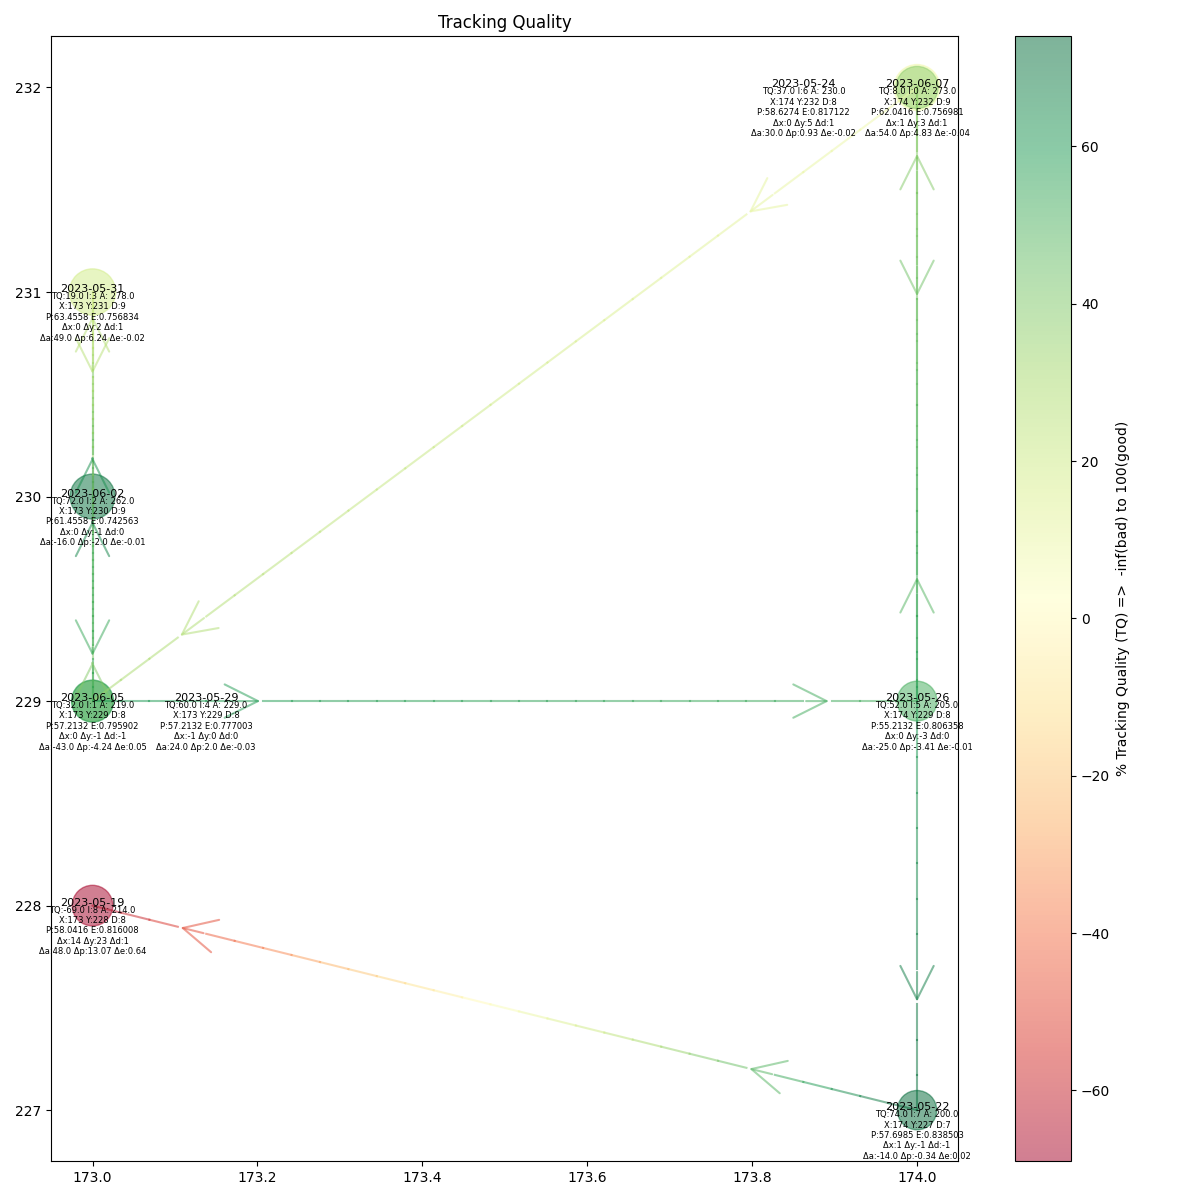 Tracking Quality
232
231
230
229
228
227
173.0
173.2
173.4
173.6
173.8
174.0
2023-05-24
TQ:37.0 I:6 A: 230.0
X:174 Y:232 D:8
P:58.6274 E:0.817122
Δx:0 Δy:5 Δd:1
Δa:30.0 Δp:0.93 Δe:-0.02
2023-06-07
TQ:8.0 I:0 A: 273.0
X:174 Y:232 D:9
P:62.0416 E:0.756981
Δx:1 Δy:3 Δd:1
Δa:54.0 Δp:4.83 Δe:-0.04
2023-05-31
TQ:19.0 I:3 A: 278.0
X:173 Y:231 D:9
P:63.4558 E:0.756834
Δx:0 Δy:2 Δd:1
Δa:49.0 Δp:6.24 Δe:-0.02
2023-06-02
TQ:72.0 I:2 A: 262.0
X:173 Y:230 D:9
P:61.4558 E:0.742563
Δx:0 Δy:-1 Δd:0
Δa:-16.0 Δp:-2.0 Δe:-0.01
2023-06-05
TQ:32.0 I:1 A: 219.0
X:173 Y:229 D:8
P:57.2132 E:0.795902
Δx:0 Δy:-1 Δd:-1
Δa:-43.0 Δp:-4.24 Δe:0.05
2023-05-29
TQ:60.0 I:4 A: 229.0
X:173 Y:229 D:8
P:57.2132 E:0.777003
Δx:-1 Δy:0 Δd:0
Δa:24.0 Δp:2.0 Δe:-0.03
2023-05-26
TQ:52.0 I:5 A: 205.0
X:174 Y:229 D:8
P:55.2132 E:0.806358
Δx:0 Δy:-3 Δd:0
Δa:-25.0 Δp:-3.41 Δe:-0.01
2023-05-19
TQ:-69.0 I:8 A: 214.0
X:173 Y:228 D:8
P:58.0416 E:0.816008
Δx:14 Δy:23 Δd:1
Δa:48.0 Δp:13.07 Δe:0.64
2023-05-22
TQ:74.0 I:7 A: 200.0
X:174 Y:227 D:7
P:57.6985 E:0.838503
Δx:1 Δy:-1 Δd:-1
Δa:-14.0 Δp:-0.34 Δe:0.02
60
40
20
0
−20
−40
−60
% Tracking Quality (TQ) => -inf(bad) to 100(good)